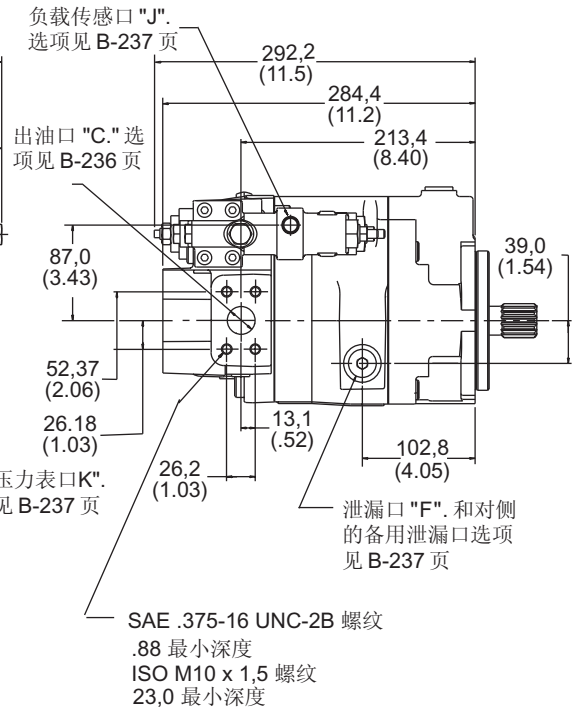 负载传感口 "J".
选项见 B-237 页
292,2
(11.5)
284,4
(11.2)
出油口 "C." 选
项见 B-236 页
213,4
(8.40)
87,0
(3.43)
39,0
(1.54)
52,37
(2.06)
26.18
(1.03)
13,1
(.52)
26,2
(1.03)
102,8
(4.05)
压力表口K".
见 B-237 页
泄漏口 "F". 和对侧
的备用泄漏口选项
见 B-237 页
SAE .375-16 UNC-2B 螺纹
.88 最小深度
ISO M10 x 1,5 螺纹
23,0 最小深度